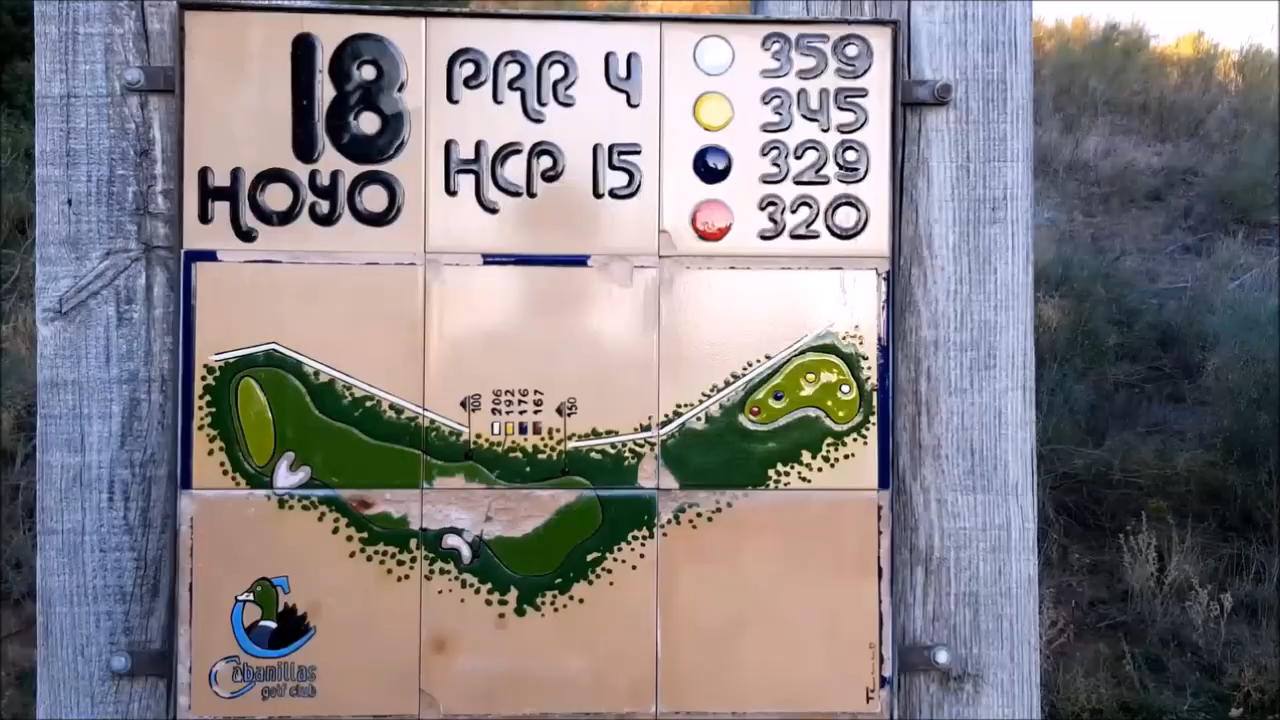 18
HOYO
PAR 4
HCP 15
359
345
329
320
100
206
192
176
167
150
Cabanillas
golf club